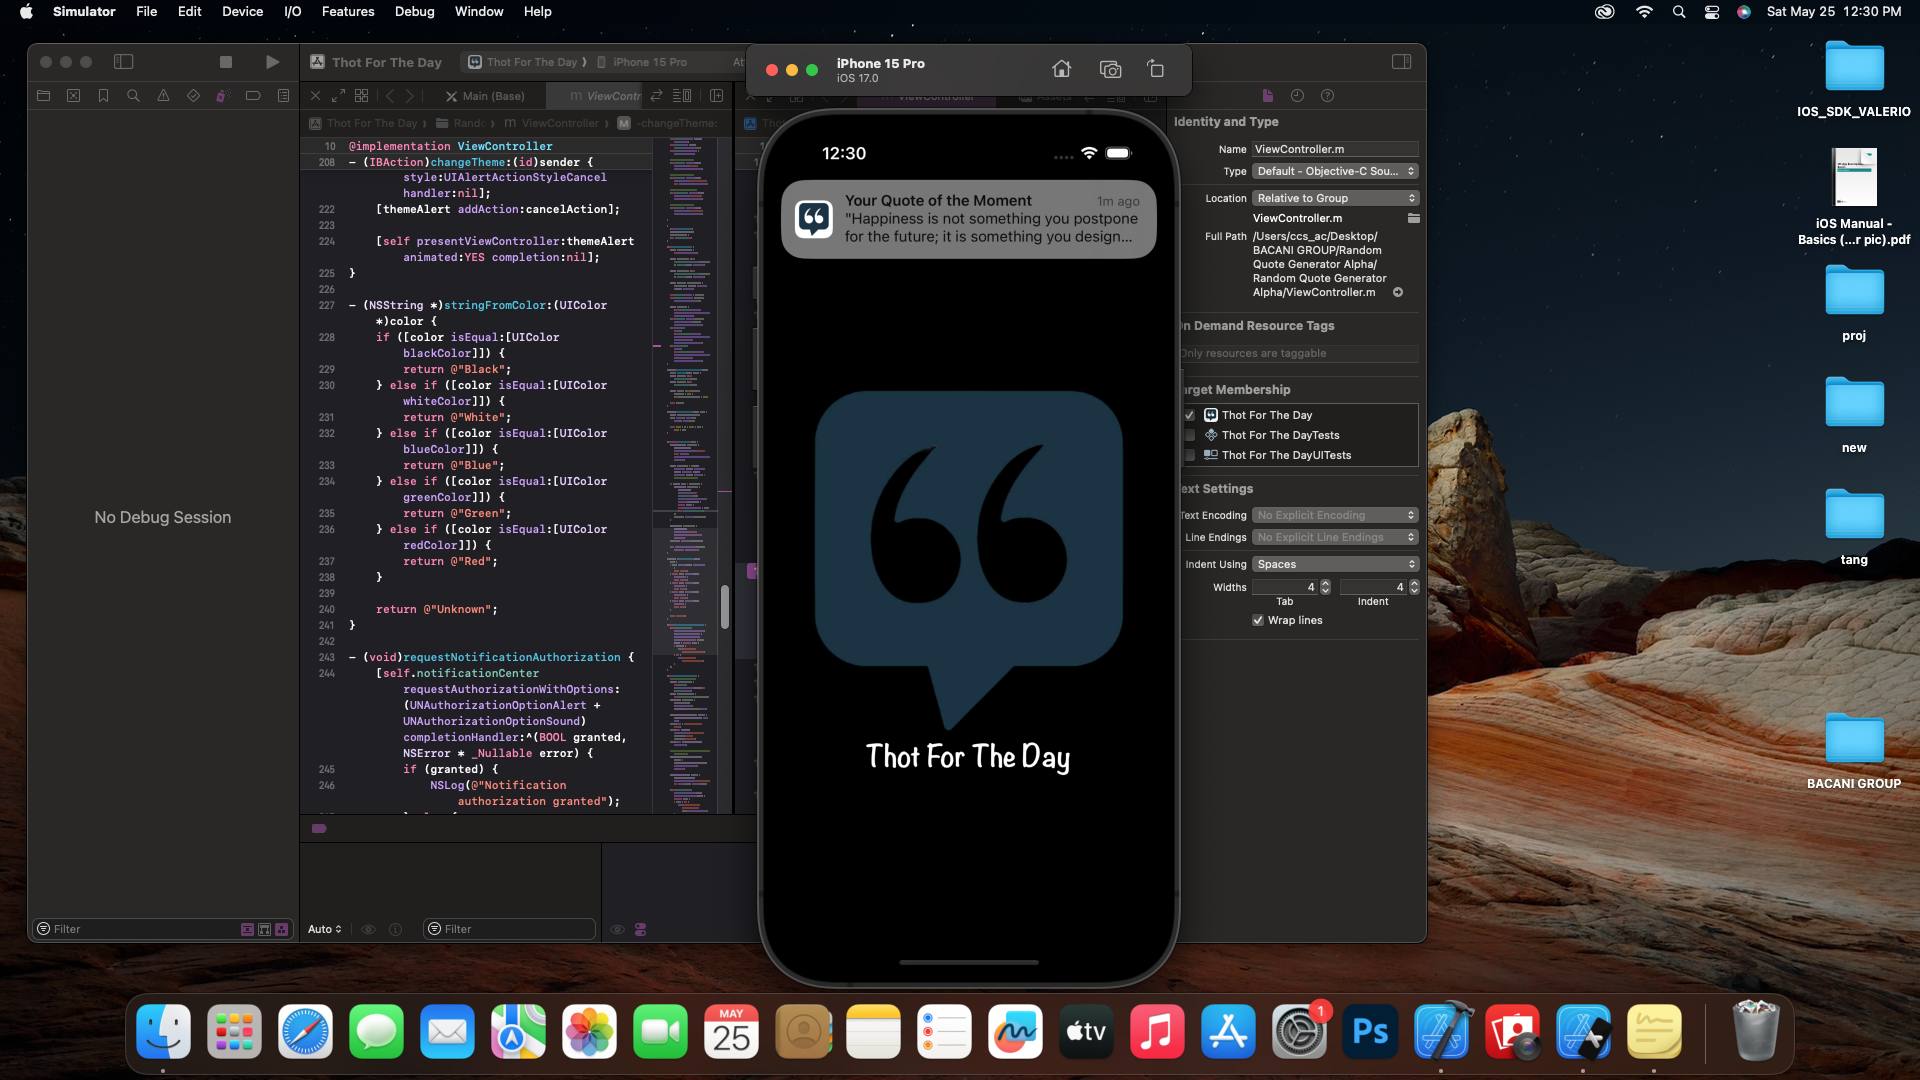 Simulator File Edit Device I/O Features Debug Window Help
Sat May 25 12:30 PM
Thot For The Day
Thot For The Day ⟩ iPhone 15 Pro
iPhone 15 Pro
iOS 17.0
Main (Base)
ViewContr
Thot For The Day ⟩ ViewController ⟩ M -changeTheme:
10 @implementation ViewController
208 - (IBAction)changeTheme:(id)sender {
style:UIAlertActionStyleCancel
handler:nil];
222 [themeAlert addAction:cancelAction];
223
224 [self presentViewController:themeAlert
animated:YES completion:nil];
225 }
226
227 - (NSString *)stringFromColor:(UIColor
*)color {
228 if ([color isEqual:[UIColor
blackColor]]) {
229 return @"Black";
230 } else if ([color isEqual:[UIColor
whiteColor]]) {
231 return @"White";
232 } else if ([color isEqual:[UIColor
blueColor]]) {
233 return @"Blue";
234 } else if ([color isEqual:[UIColor
greenColor]]) {
235 return @"Green";
236 } else if ([color isEqual:[UIColor
redColor]]) {
237 return @"Red";
238 }
239
240 return @"Unknown";
241 }
242
243 - (void)requestNotificationAuthorization {
244 [self.notificationCenter
requestAuthorizationWithOptions:
(UNAuthorizationOptionAlert +
UNAuthorizationOptionSound)
completionHandler:^(BOOL granted,
NSError * _Nullable error) {
245 if (granted) {
246 NSLog(@"Notification
authorization granted");
No Debug Session
Filter
Auto
Filter
12:30
Your Quote of the Moment 1m ago
"Happiness is not something you postpone
for the future; it is something you design...
Thot For The Day
Identity and Type
Name ViewController.m
Type Default - Objective-C Sou...
Location Relative to Group
ViewController.m
Full Path /Users/ccs_ac/Desktop/
BACANI GROUP/Random
Quote Generator Alpha/
Random Quote Generator
Alpha/ViewController.m
On Demand Resource Tags
Only resources are taggable
Target Membership
Thot For The Day
Thot For The DayTests
Thot For The DayUITests
Text Settings
Text Encoding No Explicit Encoding
Line Endings No Explicit Line Endings
Indent Using Spaces
Widths 4 4
Tab Indent
Wrap lines
IOS_SDK_VALERIO
iOS Manual -
Basics (...r pic).pdf
proj
new
tang
BACANI GROUP
MAY
25
tv
1
Ps